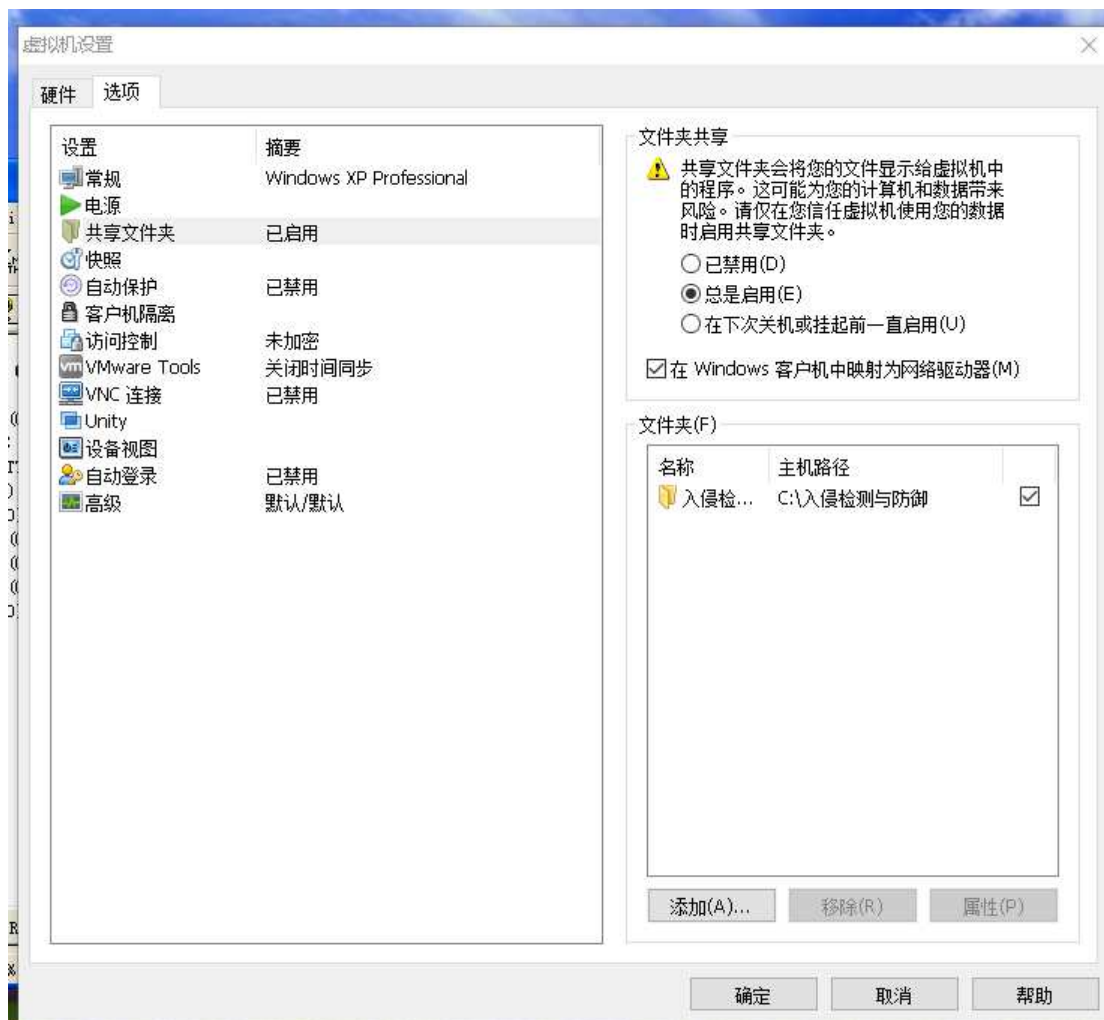 虚拟机设置
硬件 选项
设置 摘要
常规 Windows XP Professional
电源
共享文件夹 已启用
快照
自动保护 已禁用
客户机隔离
访问控制 未加密
VMware Tools 关闭时间同步
VNC 连接 已禁用
Unity
设备视图
自动登录 已禁用
高级 默认/默认
文件夹共享
共享文件夹会将您的文件显示给虚拟机中
的程序。这可能为您的计算机和数据带来
风险。请仅在您信任虚拟机使用您的数据
时启用共享文件夹。
已禁用(D)
总是启用(E)
在下次关机或挂起前一直启用(U)
在 Windows 客户机中映射为网络驱动器(M)
文件夹(F)
名称 主机路径
入侵检... C:\入侵检测与防御
添加(A)... 移除(R) 属性(P)
确定 取消 帮助